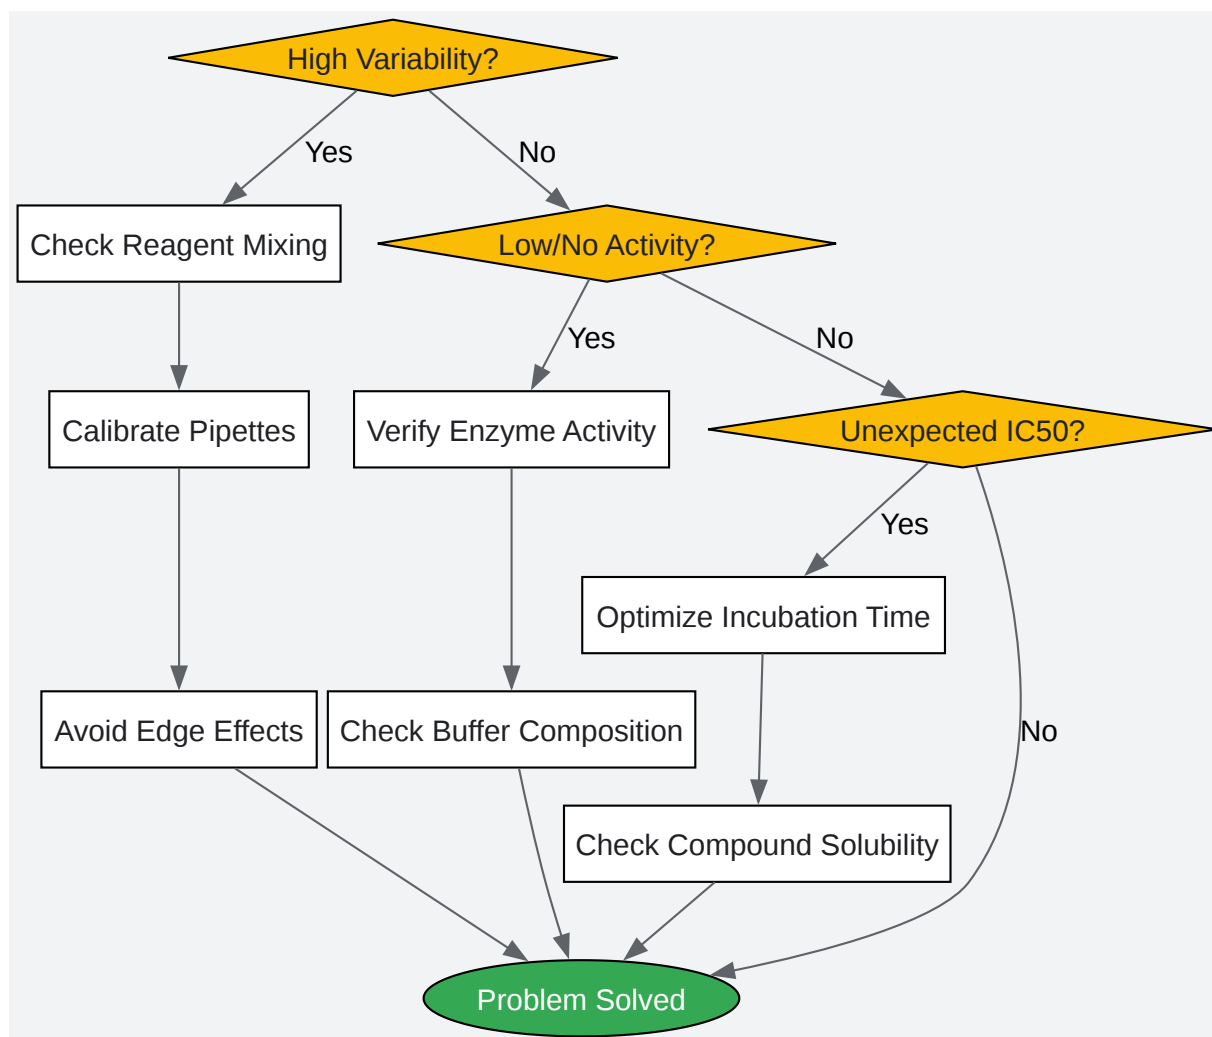 High Variability?
Yes
No
Check Reagent Mixing
Low/No Activity?
Yes
No
Calibrate Pipettes
Verify Enzyme Activity
Unexpected IC50?
Yes
Optimize Incubation Time
Avoid Edge Effects
Check Buffer Composition
No
Check Compound Solubility
Problem Solved